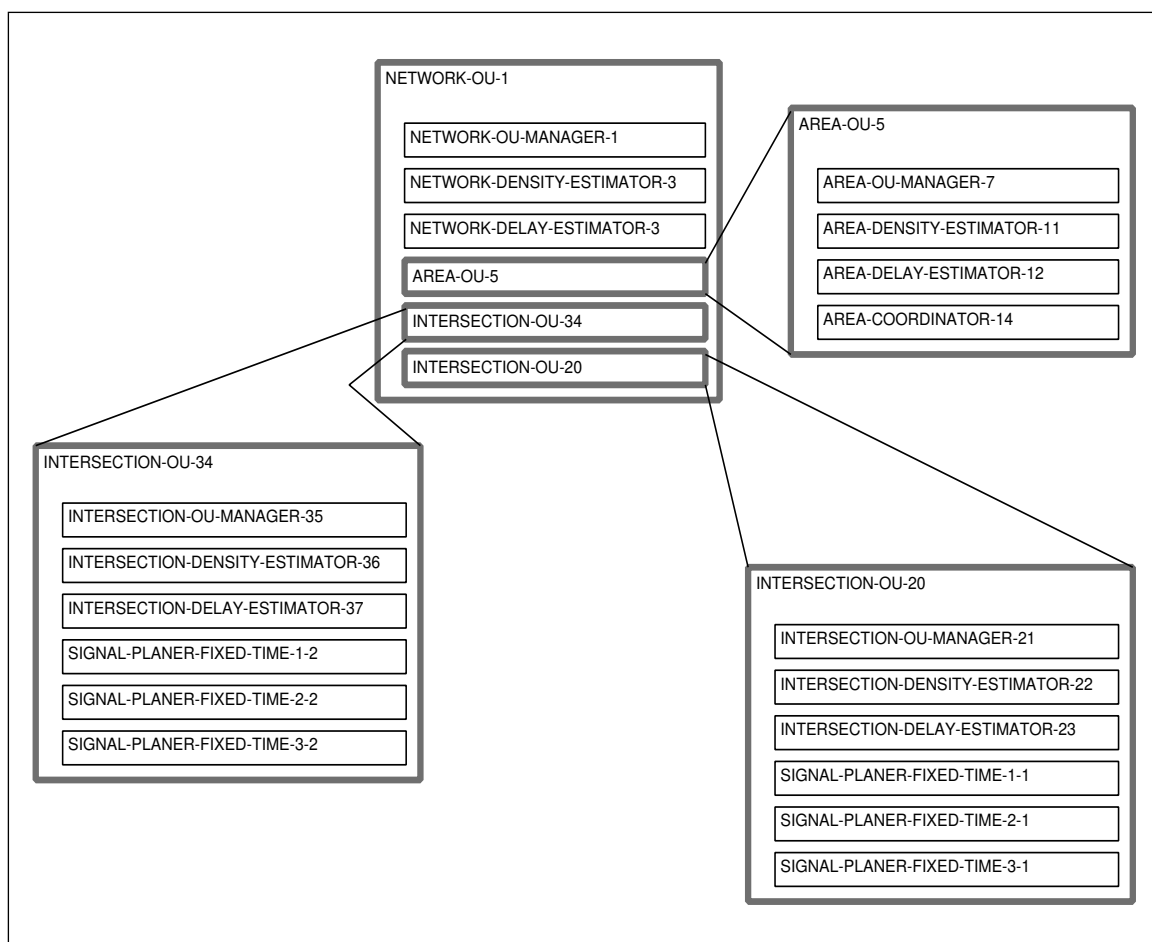 NETWORK-OU-1
NETWORK-OU-MANAGER-1
NETWORK-DENSITY-ESTIMATOR-3
NETWORK-DELAY-ESTIMATOR-3
AREA-OU-5
INTERSECTION-OU-34
INTERSECTION-OU-20
AREA-OU-5
AREA-OU-MANAGER-7
AREA-DENSITY-ESTIMATOR-11
AREA-DELAY-ESTIMATOR-12
AREA-COORDINATOR-14
INTERSECTION-OU-34
INTERSECTION-OU-MANAGER-35
INTERSECTION-DENSITY-ESTIMATOR-36
INTERSECTION-DELAY-ESTIMATOR-37
SIGNAL-PLANER-FIXED-TIME-1-2
SIGNAL-PLANER-FIXED-TIME-2-2
SIGNAL-PLANER-FIXED-TIME-3-2
INTERSECTION-OU-20
INTERSECTION-OU-MANAGER-21
INTERSECTION-DENSITY-ESTIMATOR-22
INTERSECTION-DELAY-ESTIMATOR-23
SIGNAL-PLANER-FIXED-TIME-1-1
SIGNAL-PLANER-FIXED-TIME-2-1
SIGNAL-PLANER-FIXED-TIME-3-1